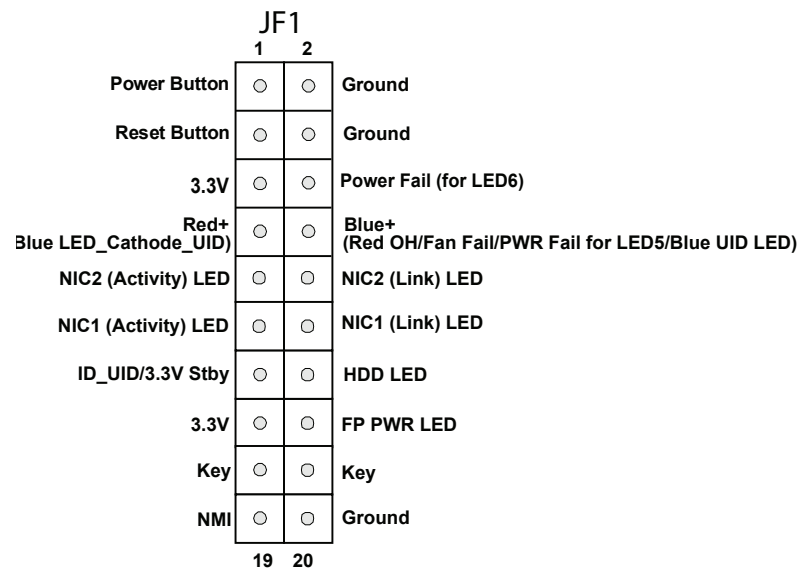 JF1
1 2
Power Button Ground
Reset Button Ground
3.3V Power Fail (for LED6)
Red+ Blue+
Blue LED_Cathode_UID) (Red OH/Fan Fail/PWR Fail for LED5/Blue UID LED)
NIC2 (Activity) LED NIC2 (Link) LED
NIC1 (Activity) LED NIC1 (Link) LED
ID_UID/3.3V Stby HDD LED
3.3V FP PWR LED
Key Key
NMI Ground
19 20